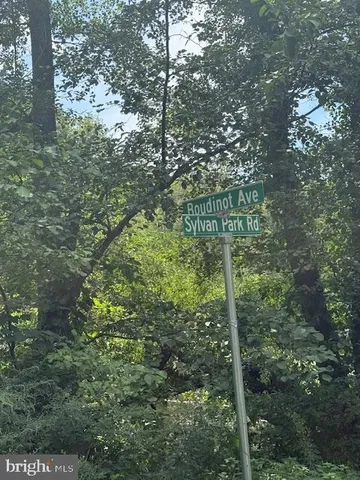 Boudinot Ave
Sylvan Park Rd
bright MLS